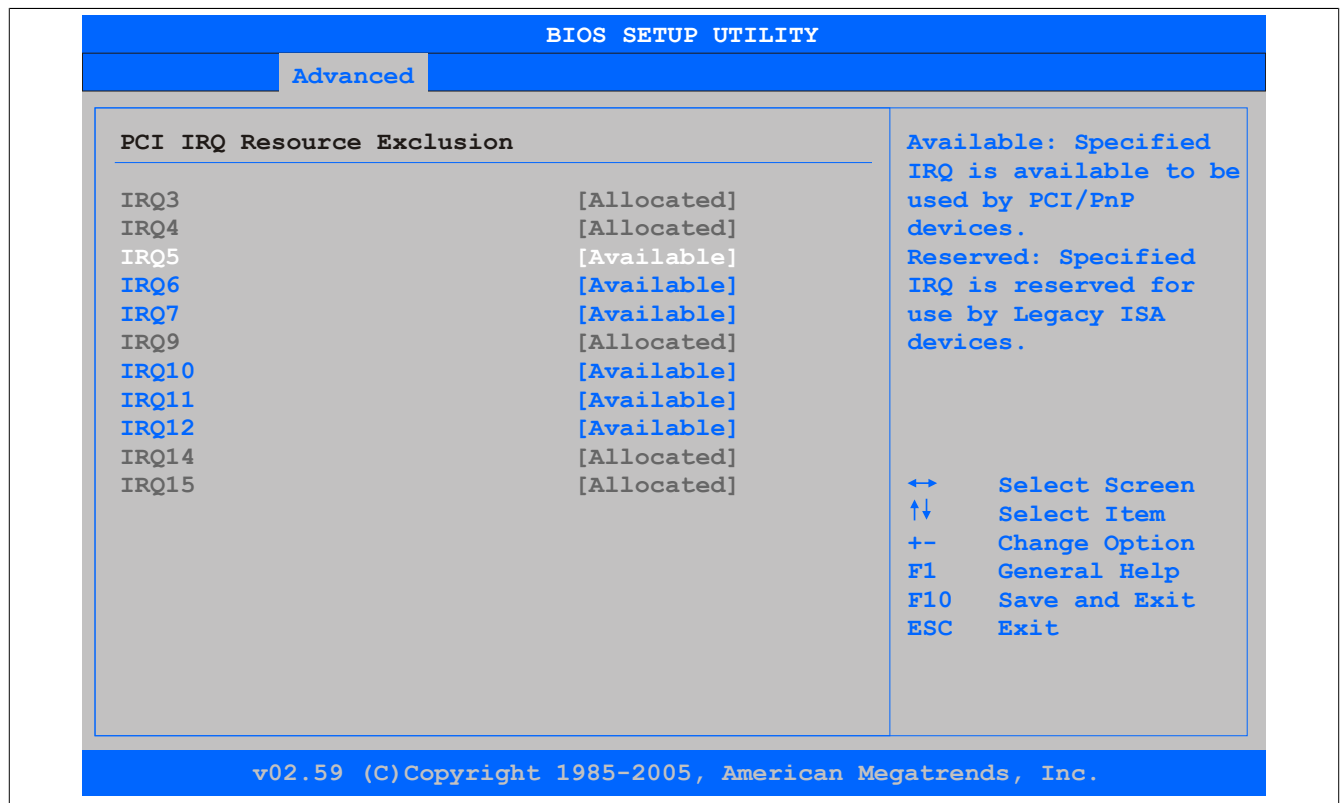 BIOS SETUP UTILITY
Advanced
PCI IRQ Resource Exclusion
IRQ3 [Allocated]
IRQ4 [Allocated]
IRQ5 [Available]
IRQ6 [Available]
IRQ7 [Available]
IRQ9 [Allocated]
IRQ10 [Available]
IRQ11 [Available]
IRQ12 [Available]
IRQ14 [Allocated]
IRQ15 [Allocated]
Available: Specified
IRQ is available to be
used by PCI/PnP
devices.
Reserved: Specified
IRQ is reserved for
use by Legacy ISA
devices.
↔ Select Screen
↑↓ Select Item
+- Change Option
F1 General Help
F10 Save and Exit
ESC Exit
v02.59 (C)Copyright 1985-2005, American Megatrends, Inc.